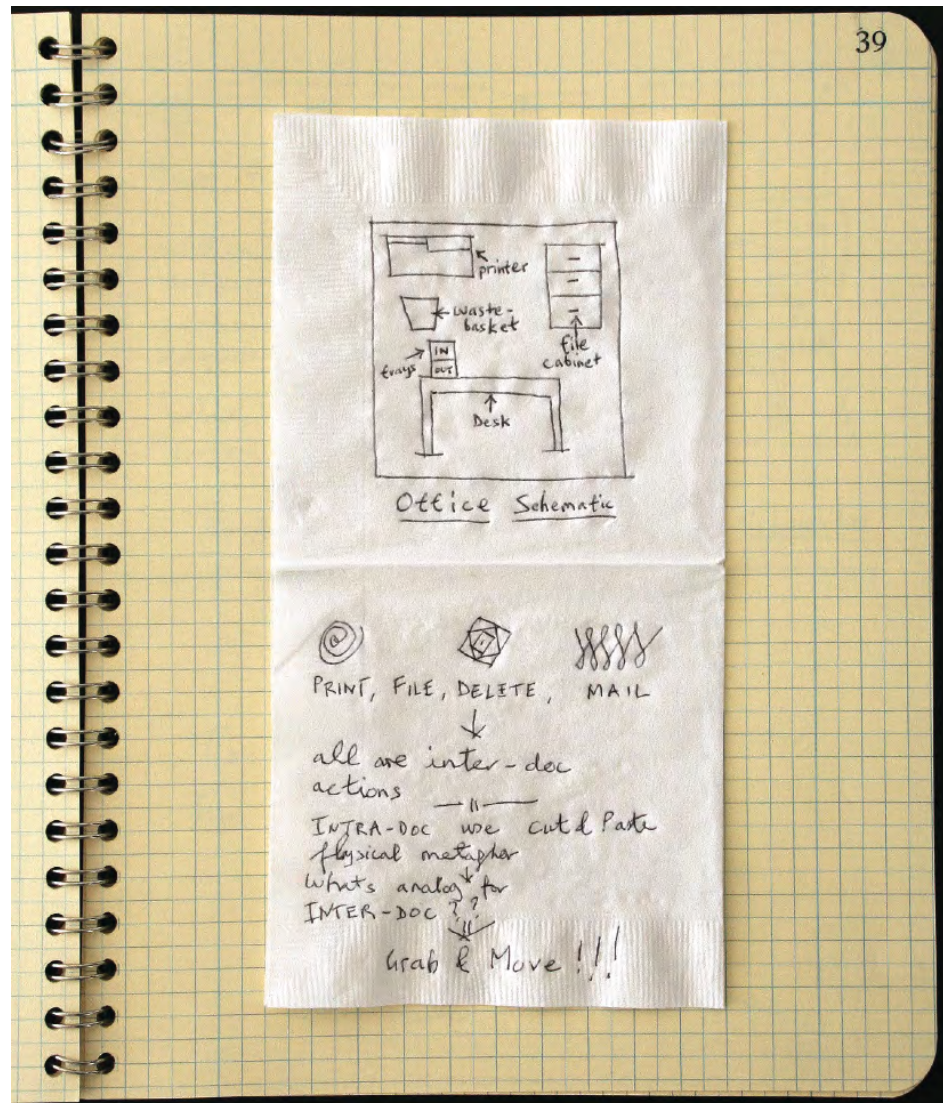 39
printer
waste-
basket
file
cabinet
trays
IN
OUT
Desk
Office Schematic
PRINT, FILE, DELETE, MAIL
all are inter-doc
actions
INTRA-DOC we cut & Paste
physical metaphor
What's analog for
INTER-DOC ??
Grab & Move !!!